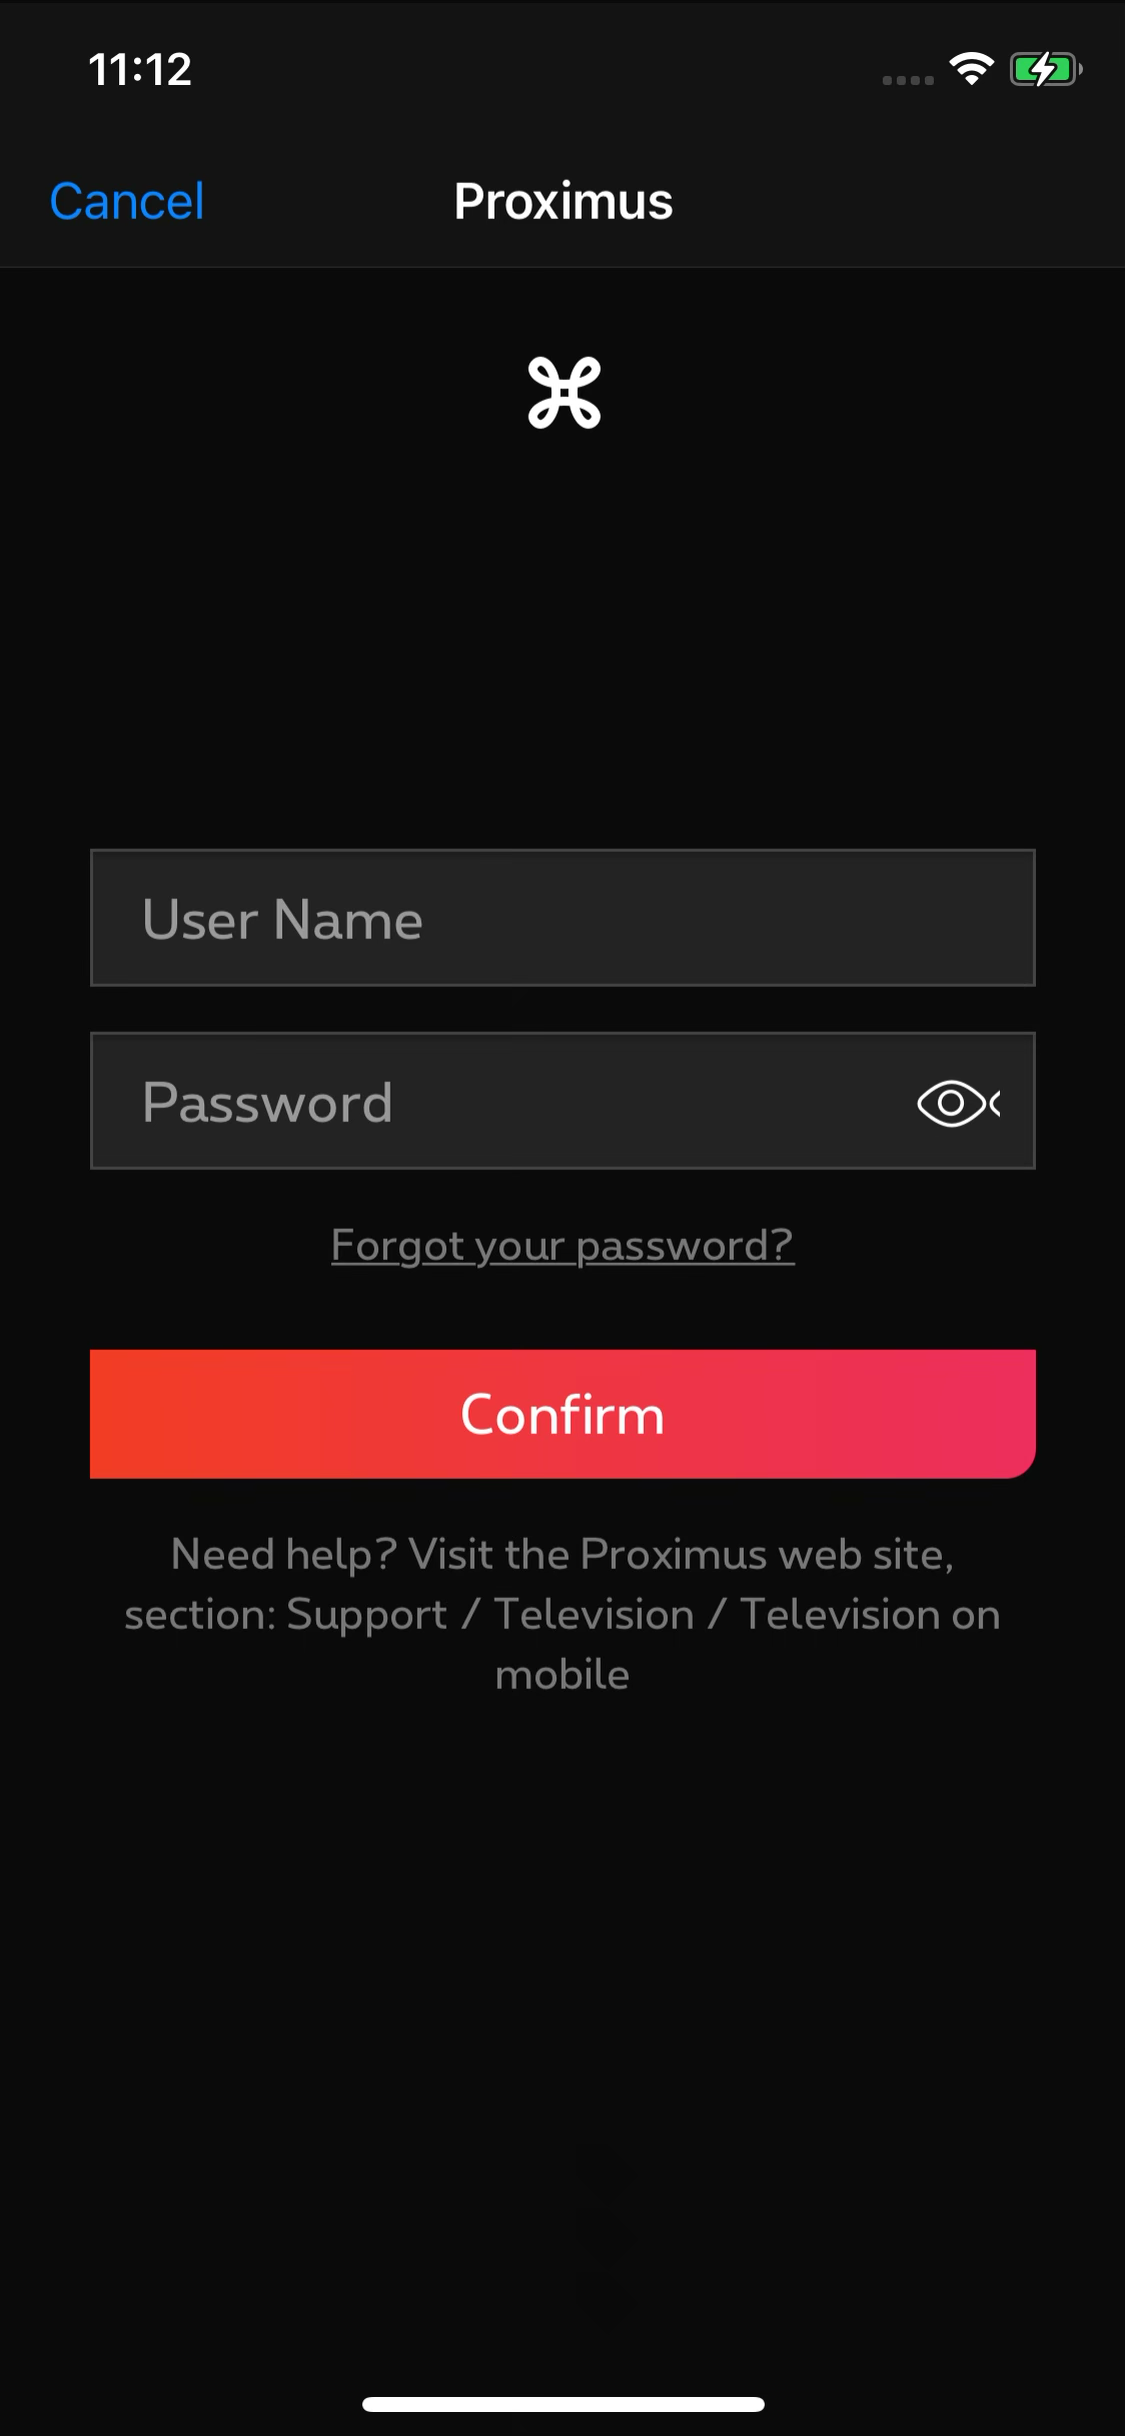 11:12
Cancel
Proximus
User Name
Password
Forgot your password?
Confirm
Need help? Visit the Proximus web site,
section: Support / Television / Television on
mobile